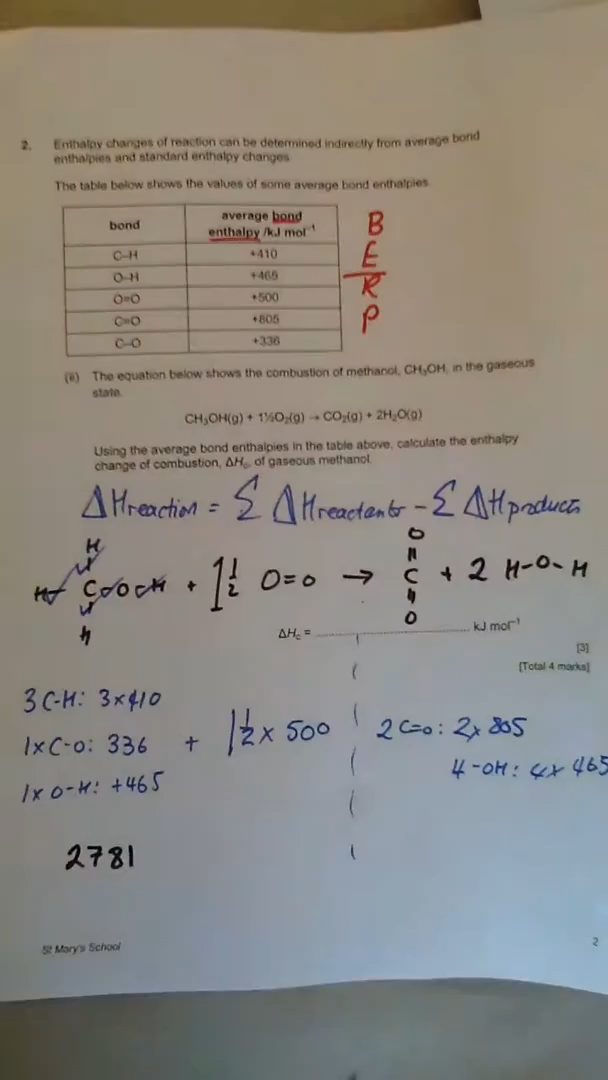 2. Enthalpy changes of reaction can be determined indirectly from average bond
enthalpies and standard enthalpy changes.
The table below shows the values of some average bond enthalpies.
bond average bond enthalpy /kJ mol⁻¹
C–H +410
O–H +465
O=O +500
C=O +805
C–O +336
B
E
R
P
(ii) The equation below shows the combustion of methanol, CH₃OH, in the gaseous
state.
CH₃OH(g) + 1½O₂(g) → CO₂(g) + 2H₂O(g)
Using the average bond enthalpies in the table above, calculate the enthalpy
change of combustion, ΔHc, of gaseous methanol.
ΔHreaction = Σ ΔHreactants – Σ ΔHproducts
H O
H C O H + 1½ O=O → C + 2 H-O-H
H O
ΔHc = .......................................... kJ mol⁻¹
[3]
[Total 4 marks]
3 C-H: 3×410
1×C-O: 336 + 1½ × 500 2 C=O: 2×805
4-OH: 4×465
1× O-H: +465
2781
St Mary's School
2